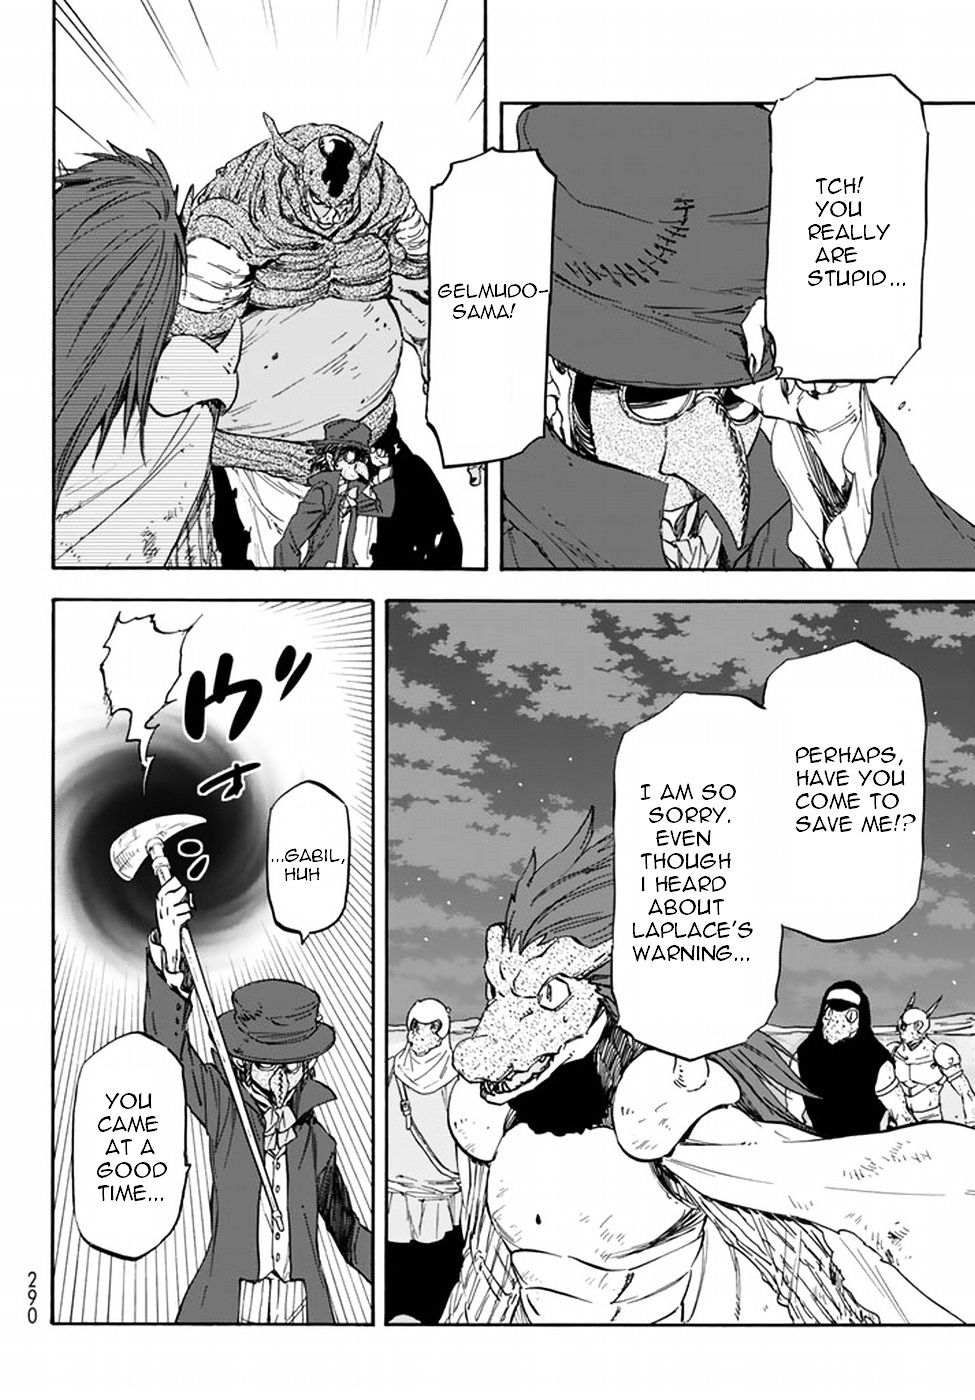 TCH!
YOU
REALLY
ARE
STUPID...
GELMUDO-
SAMA!
PERHAPS,
HAVE YOU
COME TO
SAVE ME!?
I AM SO
SORRY.
EVEN
THOUGH
I HEARD
ABOUT
LAPLACE'S
WARNING...
...GABIL,
HUH
YOU
CAME
AT A
GOOD
TIME...
290